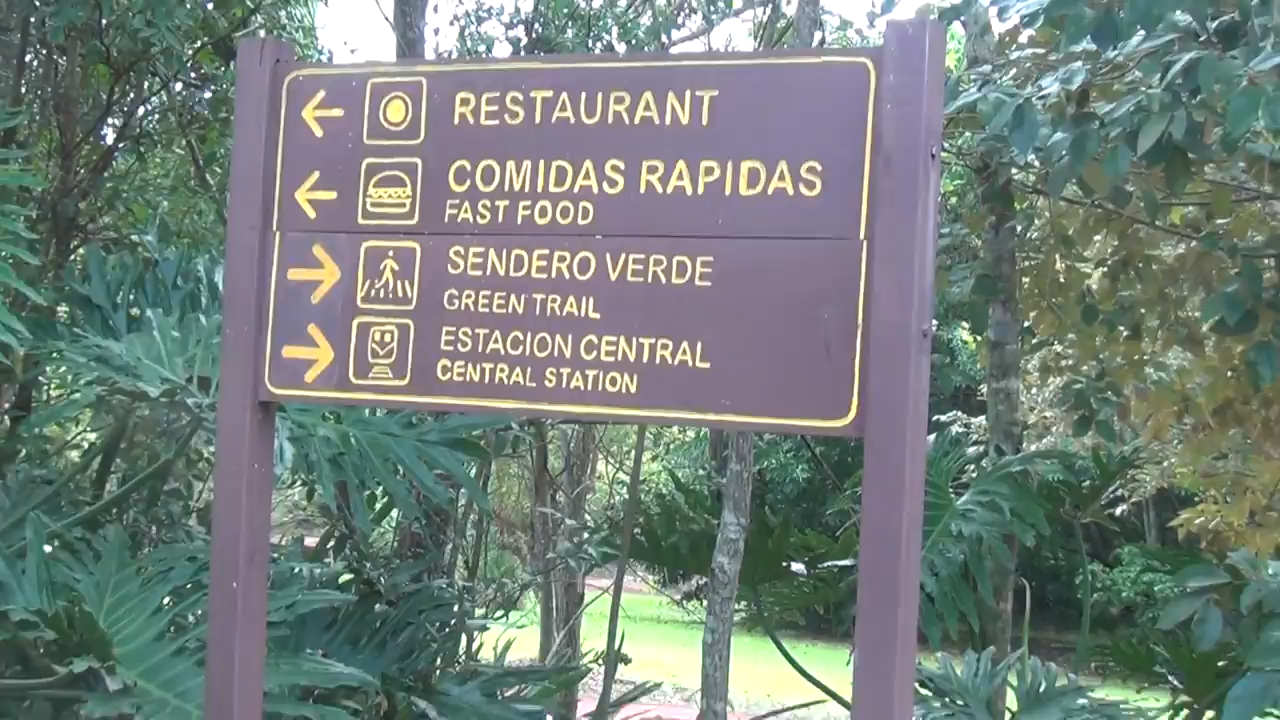 RESTAURANT
COMIDAS RAPIDAS
FAST FOOD
SENDERO VERDE
GREEN TRAIL
ESTACION CENTRAL
CENTRAL STATION